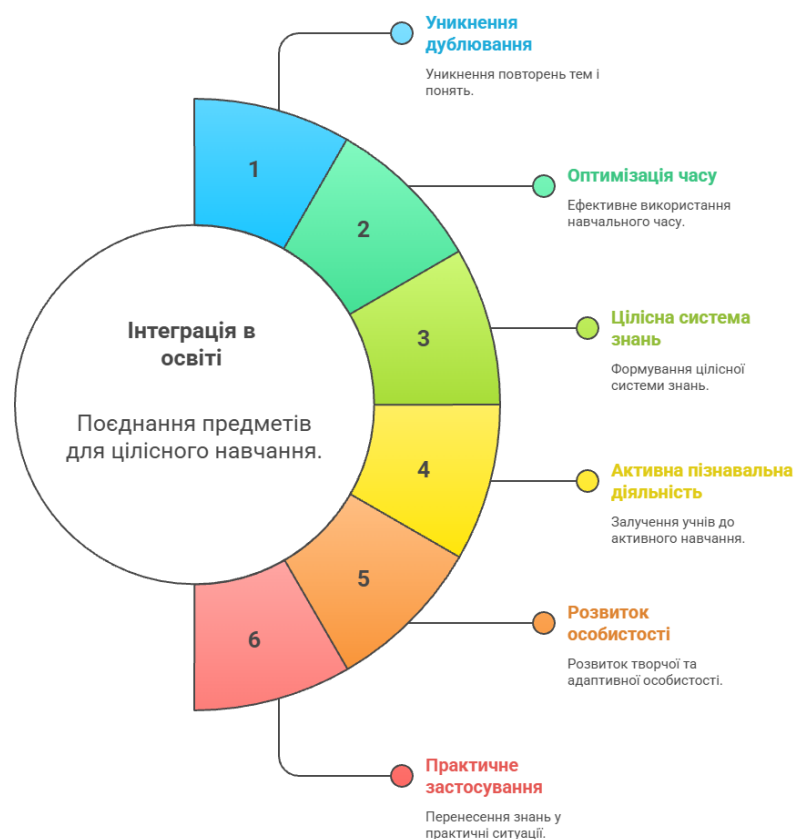 Уникнення
дублювання
Уникнення повторень тем і
понять.
1
Оптимізація часу
Ефективне використання
навчального часу.
2
Цілісна система
знань
Формування цілісної
системи знань.
3
Інтеграція в
освіті
Поєднання предметів
для цілісного навчання.
Активна пізнавальна
діяльність
Залучення учнів до
активного навчання.
4
Розвиток
особистості
Розвиток творчої та
адаптивної особистості.
5
6
Практичне
застосування
Перенесення знань у
практичні ситуації.